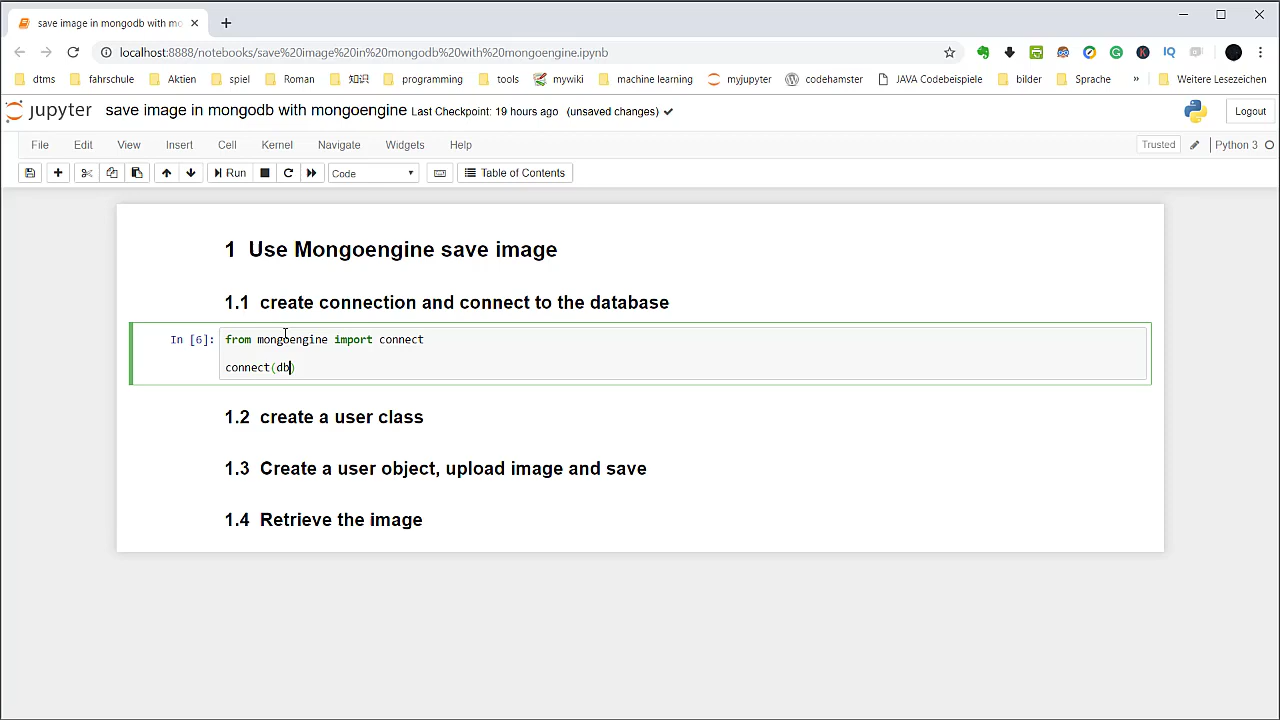 save image in mongodb with mo
localhost:8888/notebooks/save%20image%20in%20mongodb%20with%20mongoengine.ipynb
dtms fahrschule Aktien spiel Roman 知识 programming tools mywiki machine learning myjupyter codehamster JAVA Codebeispiele bilder Sprache » Weitere Lesezeichen
jupyter save image in mongodb with mongoengine Last Checkpoint: 19 hours ago (unsaved changes) Logout
File Edit View Insert Cell Kernel Navigate Widgets Help Trusted Python 3
Run Code Table of Contents
1 Use Mongoengine save image
1.1 create connection and connect to the database
In [6]: from mongoengine import connect
connect(db)
1.2 create a user class
1.3 Create a user object, upload image and save
1.4 Retrieve the image